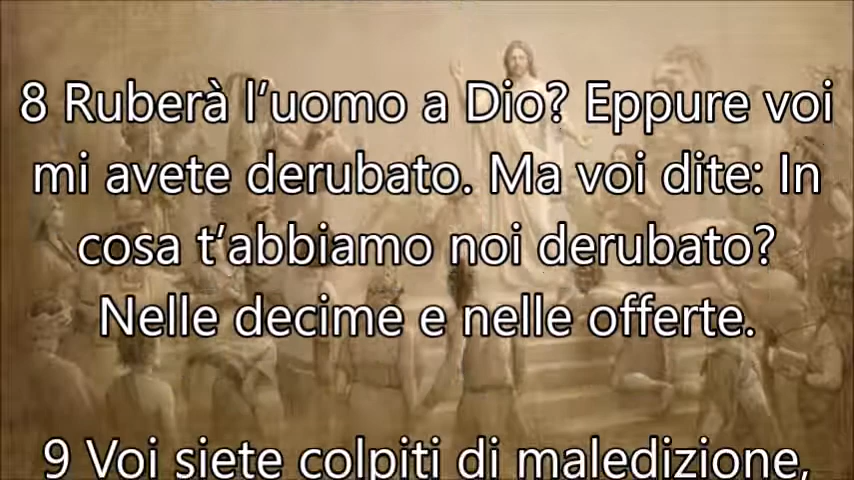 8 Ruberà l’uomo a Dio? Eppure voi
mi avete derubato. Ma voi dite: In
cosa t’abbiamo noi derubato?
Nelle decime e nelle offerte.
9 Voi siete colpiti di maledizione,